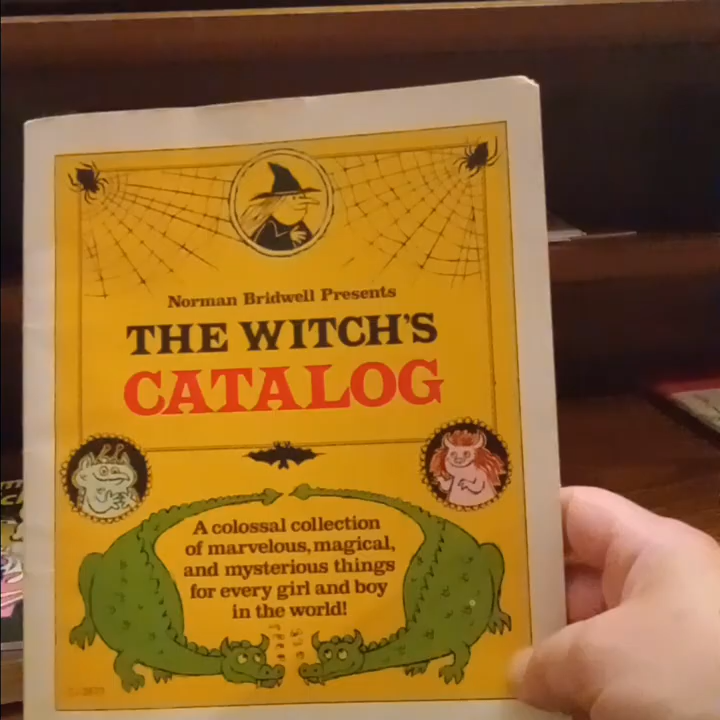 Norman Bridwell Presents
THE WITCH'S
CATALOG
A colossal collection
of marvelous, magical,
and mysterious things
for every girl and boy
in the world!